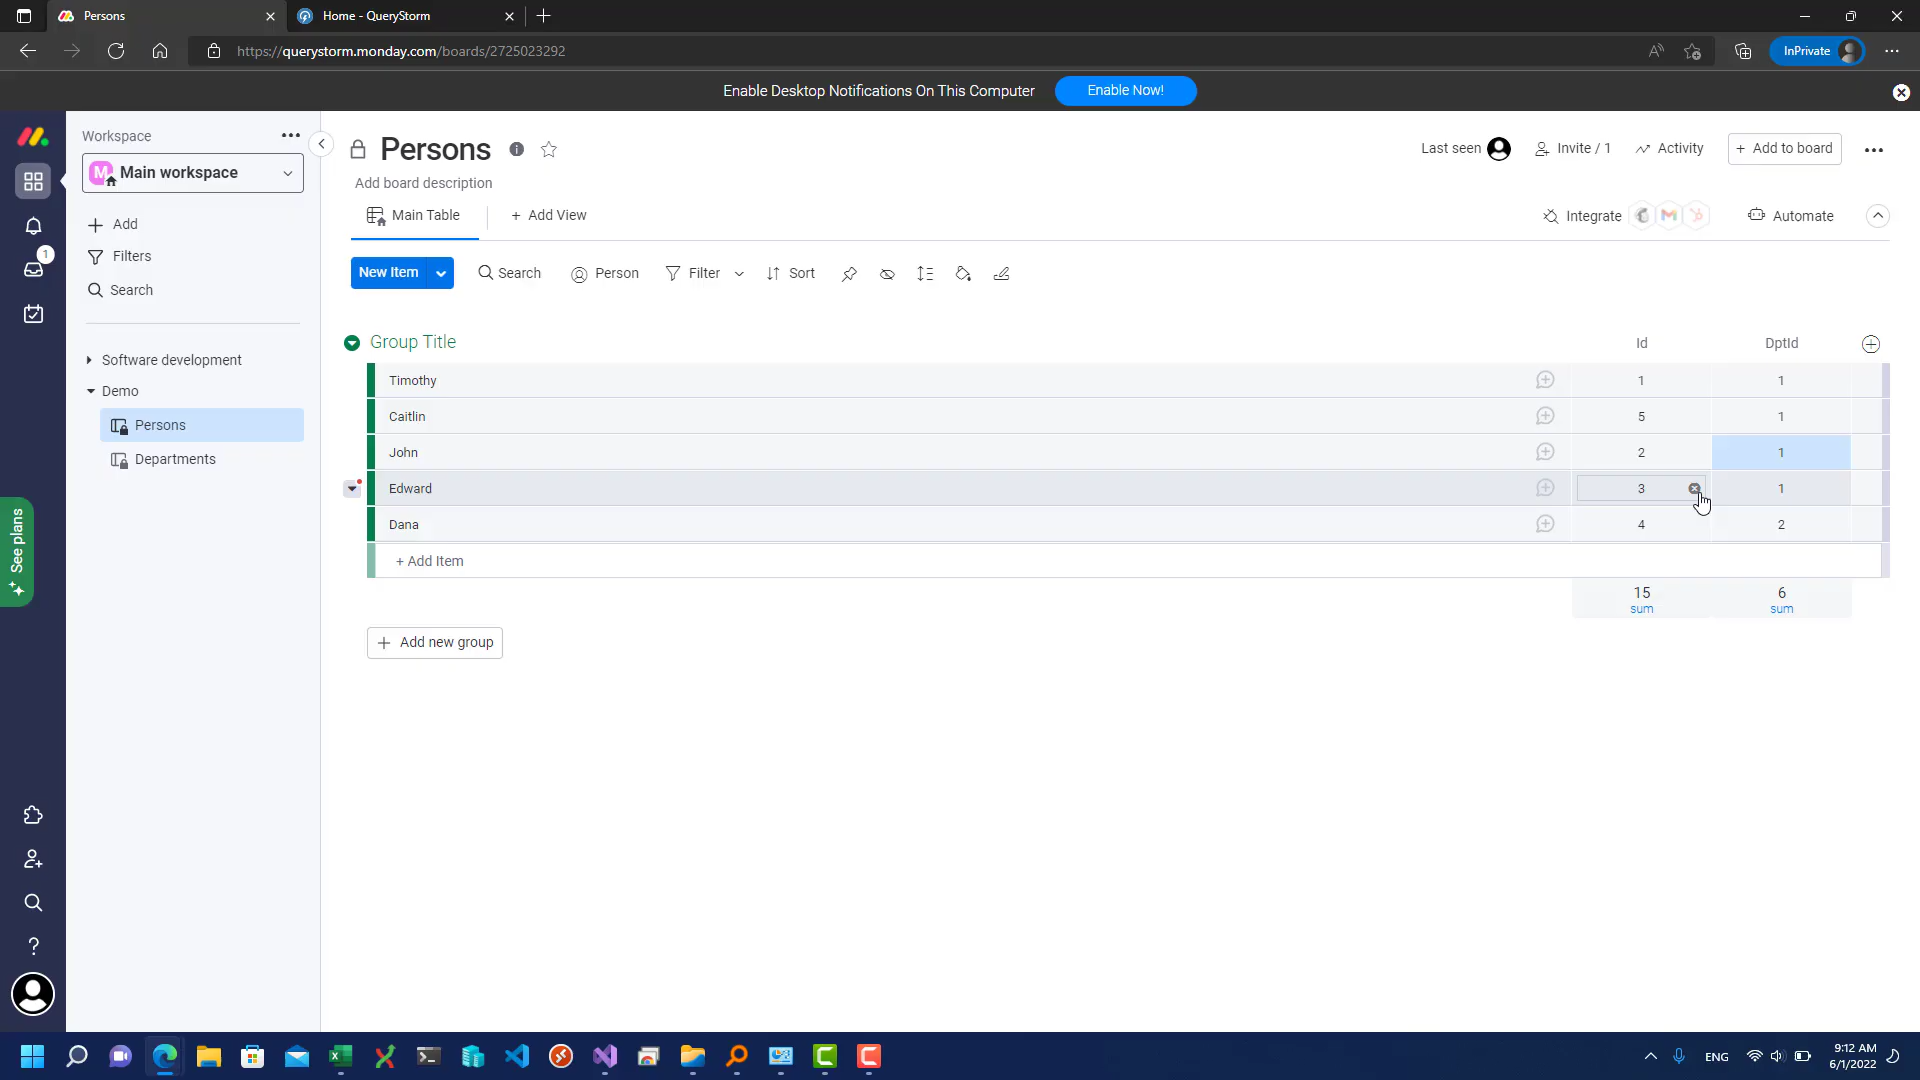 Persons
Home - QueryStorm
https://querystorm.monday.com/boards/2725023292
InPrivate
Enable Desktop Notifications On This Computer
Enable Now!
Workspace
M
Main workspace
Add
Filters
1
Search
Software development
Demo
Persons
Departments
See plans
Persons
Add board description
Last seen
Invite / 1
Activity
+ Add to board
Main Table
+ Add View
Integrate
Automate
New Item
Search
Person
Filter
Sort
Group Title
Id
DptId
Timothy
1
1
Caitlin
5
1
John
2
1
Edward
3
1
Dana
4
2
+ Add Item
15
sum
6
sum
+ Add new group
ENG
9:12 AM
6/1/2022